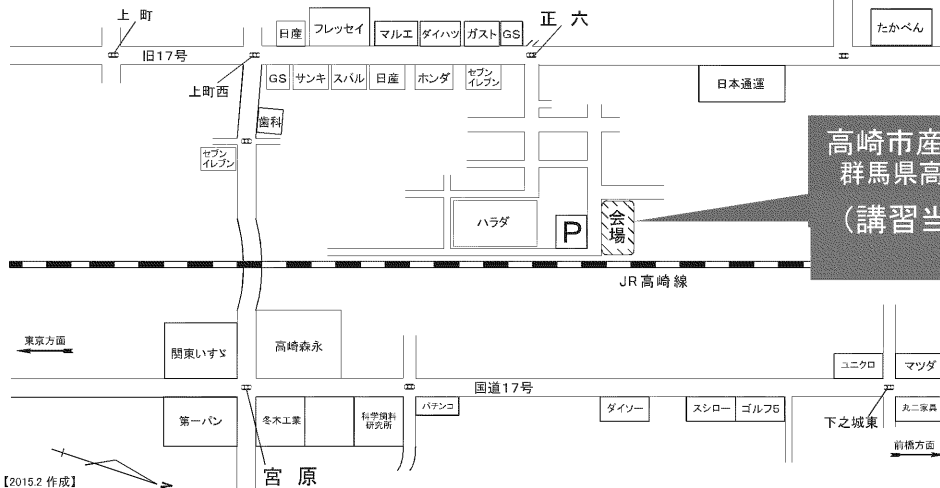 上 町
日産
フレッセイ
マルエ
ダイハツ
ガスト
GS
正 六
たかべん
旧17号
上町西
GS
サンキ
スバル
日産
ホンダ
セブン
イレブン
日本通運
歯科
セブン
イレブン
高崎市産
群馬県高
（講習当
ハラダ
P
会場
JR高崎線
東京方面
関東いすゞ
高崎森永
ユニクロ
マツダ
国道17号
第一パン
冬木工業
科学飼料
研究所
パチンコ
ダイソー
スシロー
ゴルフ5
下之城東
丸二家具
前橋方面
宮 原
【2015.2 作成】